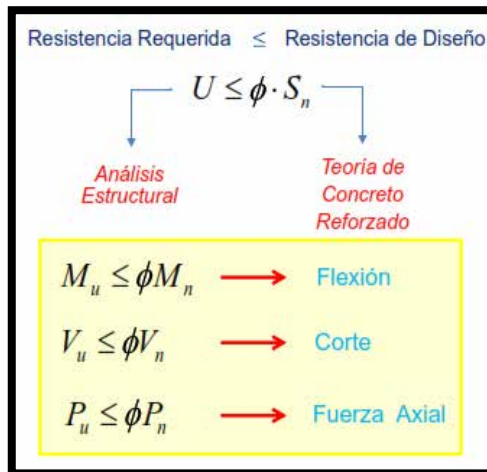 Resistencia Requerida ≤ Resistencia de Diseño
U ≤ ϕ · Sₙ
Análisis
Estructural
Teoría de
Concreto
Reforzado
Mᵤ ≤ ϕMₙ Flexión
Vᵤ ≤ ϕVₙ Corte
Pᵤ ≤ ϕPₙ Fuerza Axial